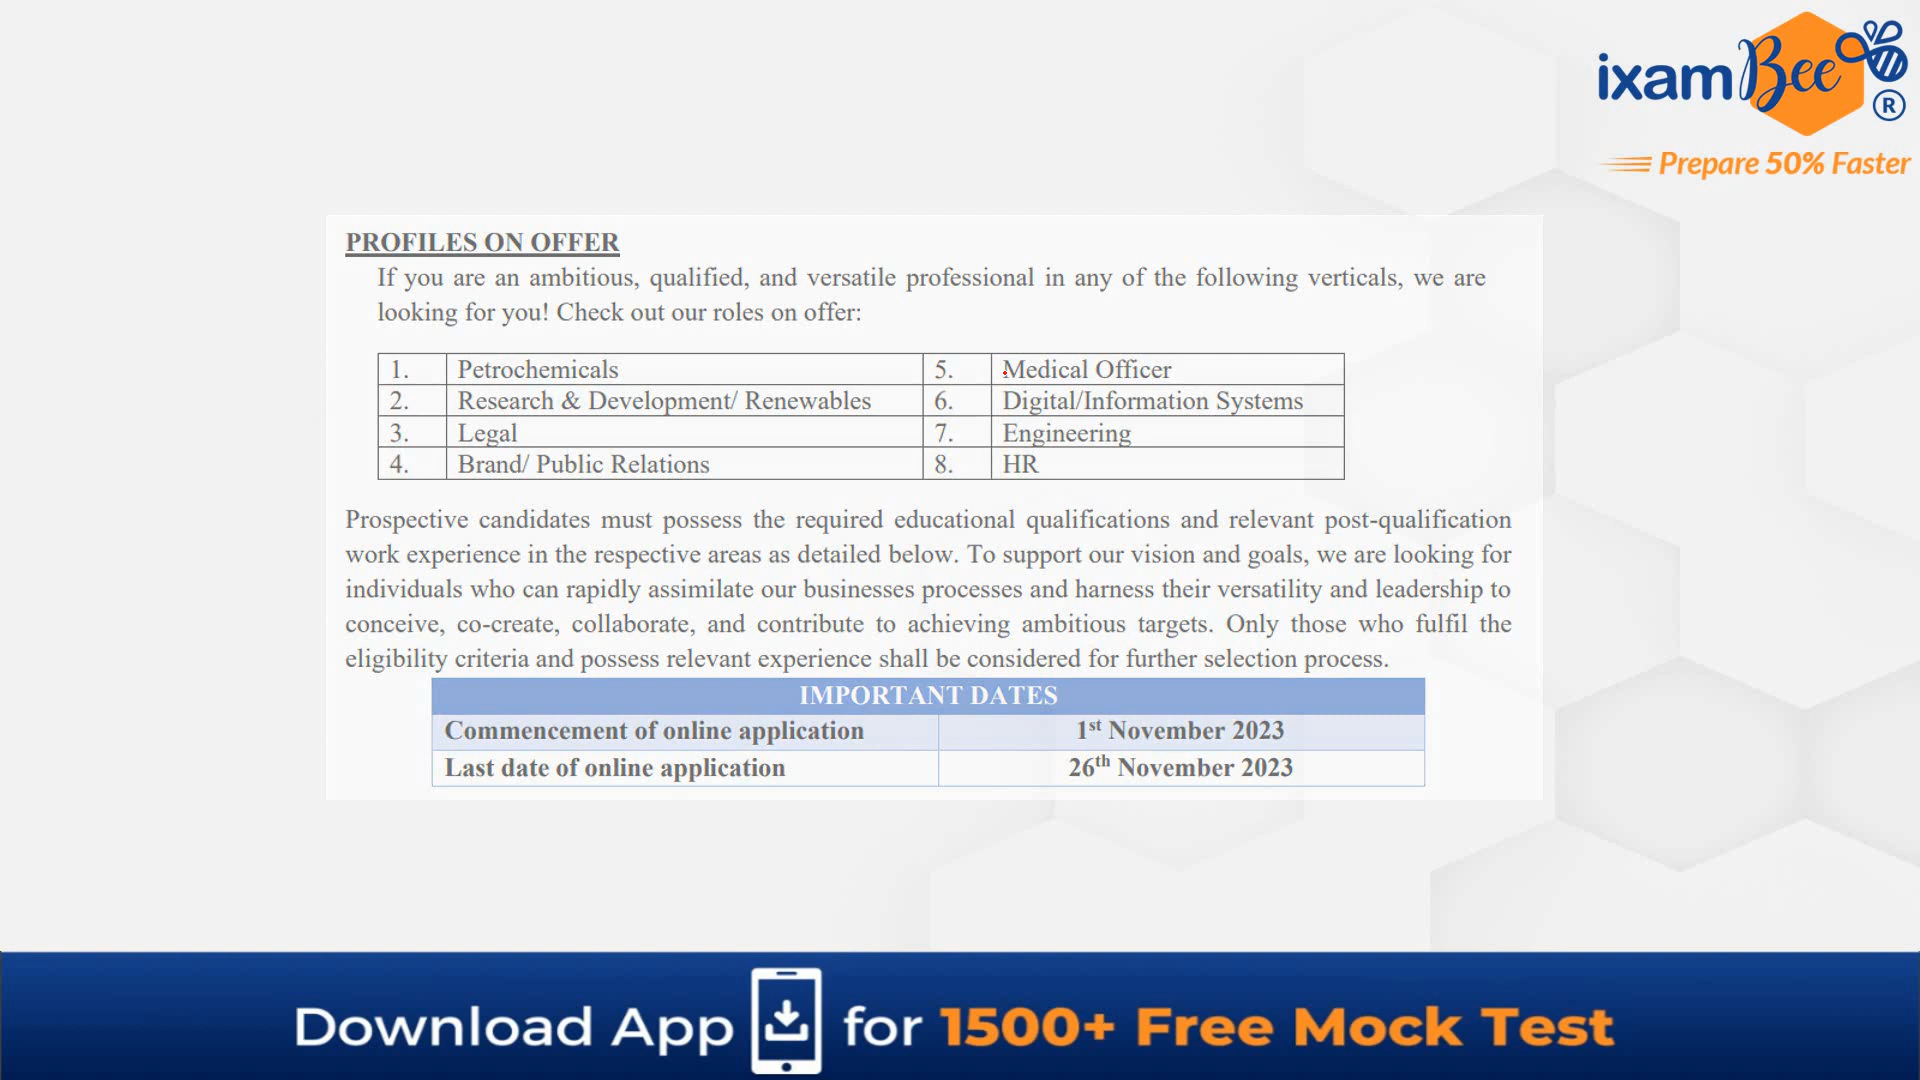 ixamBee ®
Prepare 50% Faster
PROFILES ON OFFER
If you are an ambitious, qualified, and versatile professional in any of the following verticals, we are
looking for you! Check out our roles on offer:
1. Petrochemicals 5. Medical Officer
2. Research & Development/ Renewables 6. Digital/Information Systems
3. Legal 7. Engineering
4. Brand/ Public Relations 8. HR
Prospective candidates must possess the required educational qualifications and relevant post-qualification
work experience in the respective areas as detailed below. To support our vision and goals, we are looking for
individuals who can rapidly assimilate our businesses processes and harness their versatility and leadership to
conceive, co-create, collaborate, and contribute to achieving ambitious targets. Only those who fulfil the
eligibility criteria and possess relevant experience shall be considered for further selection process.
IMPORTANT DATES
Commencement of online application 1st November 2023
Last date of online application 26th November 2023
Download App for 1500+ Free Mock Test